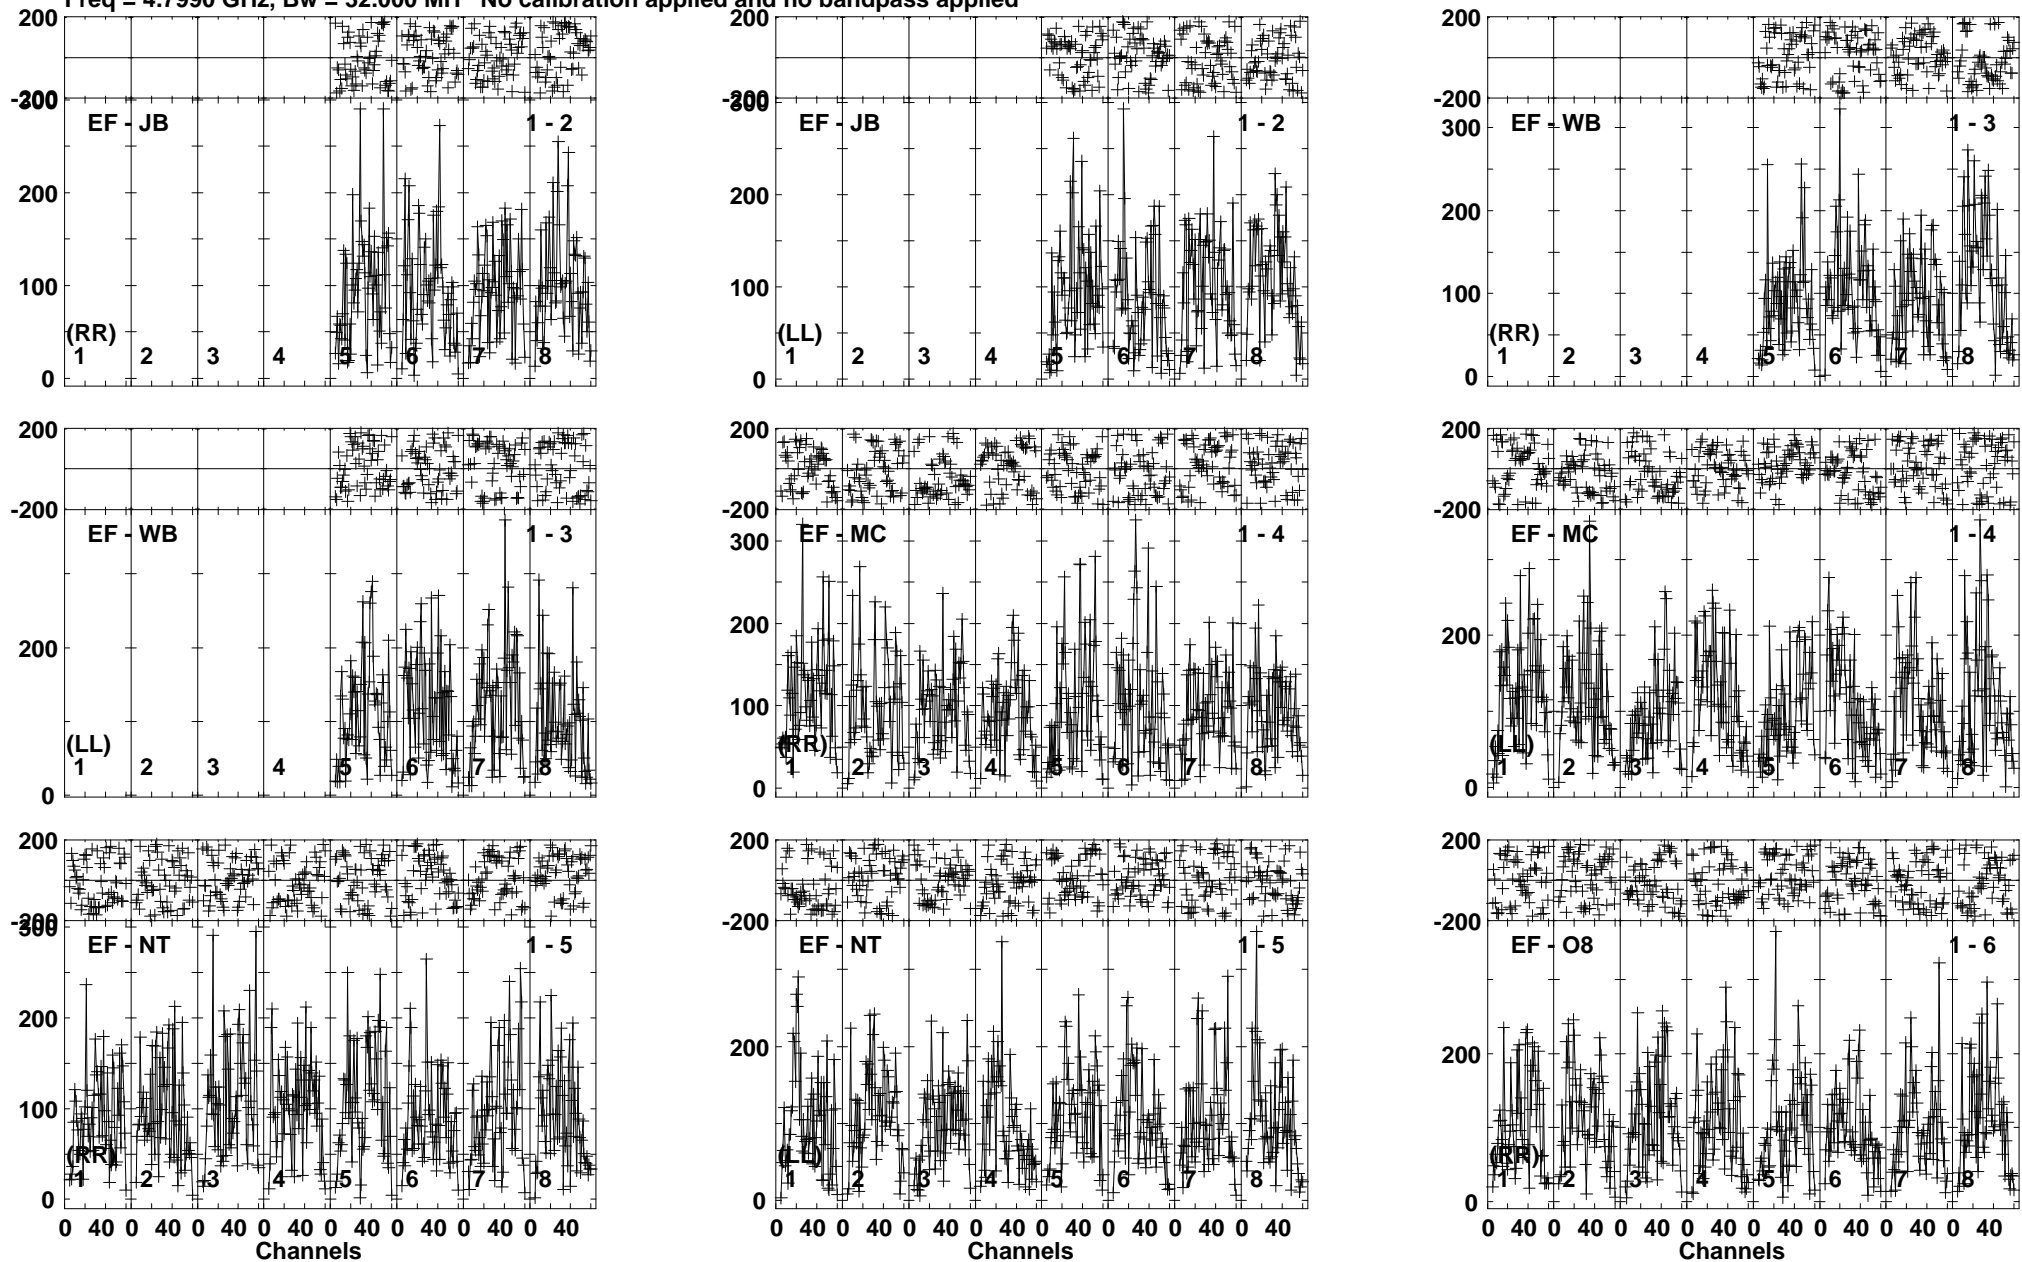 Freq = 4.7990 GHz, Bw = 32.000 MH No calibration applied and no bandpass applied
200 200 200
-200 -200 -200
300 300
EF - JB 1 - 2 EF - JB 1 - 2 EF - WB 1 - 3
300
200 200 200
100 100 100
(RR) (LL) (RR)
1 2 3 4 5 6 7 8 1 2 3 4 5 6 7 8 1 2 3 4 5 6 7 8
0 0 0
200 200 200
-200 -200 -200
EF - WB 1 - 3 EF - MC 1 - 4 EF - MC 1 - 4
300
200 200 200
100
(LL) (RR) (LL)
1 2 3 4 5 6 7 8 1 2 3 4 5 6 7 8 1 2 3 4 5 6 7 8
0 0 0
200 200 200
-200 -200 -200
300
EF - NT 1 - 5 EF - NT 1 - 5 EF - O8 1 - 6
200 200 200
100
(RR) (LL) (RR)
1 2 3 4 5 6 7 8 1 2 3 4 5 6 7 8 1 2 3 4 5 6 7 8
0 0 0
0 40 0 40 0 40 0 40 0 40 0 40 0 40 0 40 0 40 0 40 0 40 0 40 0 40 0 40 0 40 0 40 0 40 0 40 0 40 0 40 0 40 0 40 0 40 0 40
Channels Channels Channels